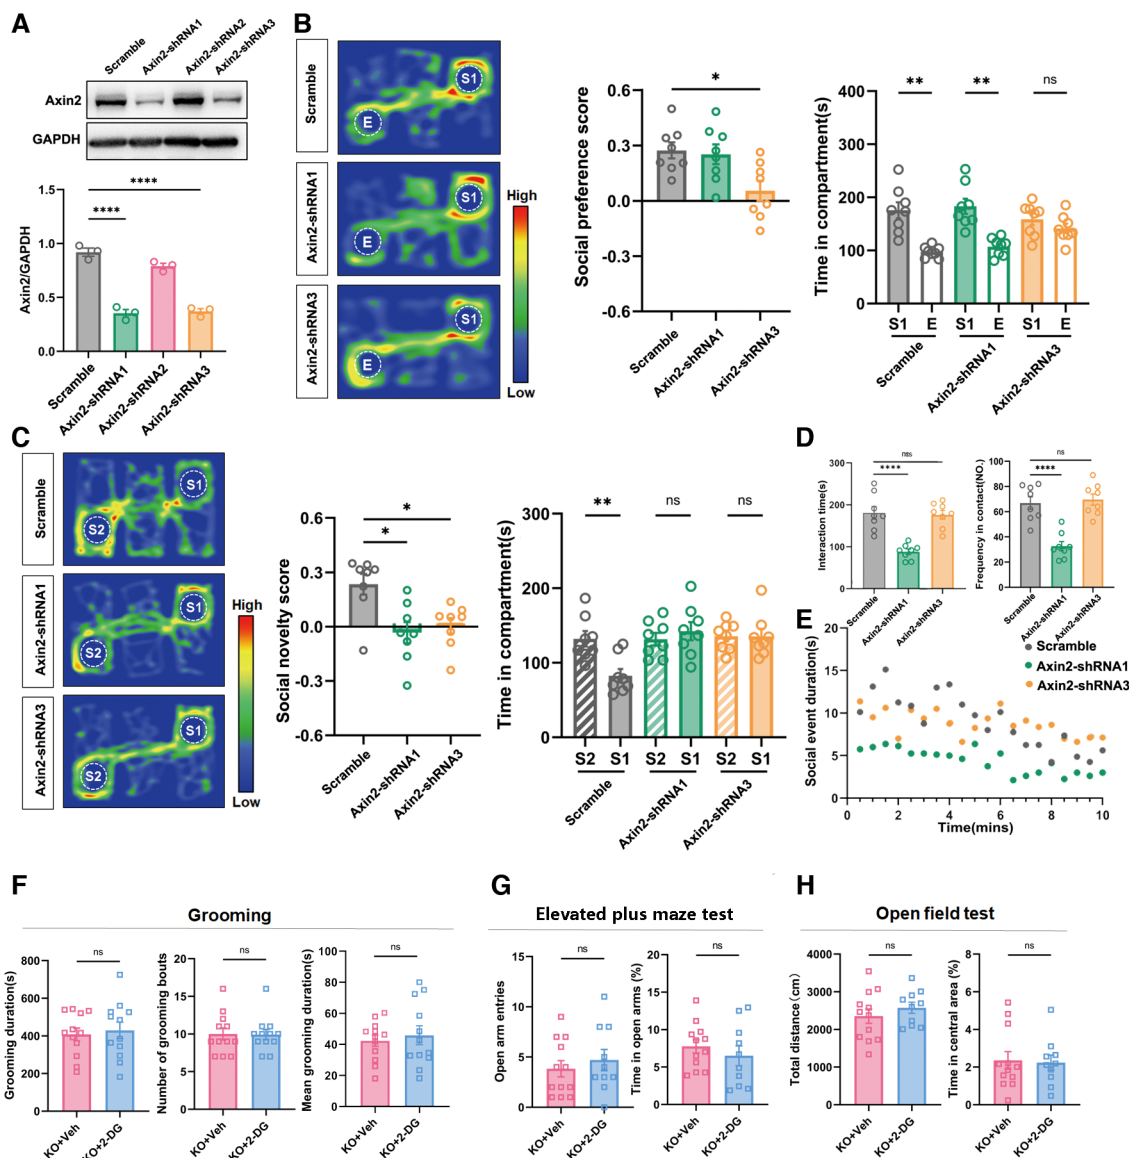 A
Scramble
Axin2-shRNA1
Axin2-shRNA2
Axin2-shRNA3
Axin2
GAPDH
1.5
1.0
0.5
0.0
Axin2/GAPDH
****
****
Scramble
Axin2-shRNA1
Axin2-shRNA2
Axin2-shRNA3
B
Scramble
S1
E
Axin2-shRNA1
S1
E
Axin2-shRNA3
S1
E
High
Low
Social preference score
0.6
0.3
0.0
-0.3
-0.6
*
Scramble
Axin2-shRNA1
Axin2-shRNA3
Time in compartment(s)
400
300
200
100
0
** ** ns
S1 E S1 E S1 E
Scramble
Axin2-shRNA1
Axin2-shRNA3
C
Scramble
S1
S2
Axin2-shRNA1
S1
S2
Axin2-shRNA3
S1
S2
High
Low
Social novelty score
0.6
0.3
0.0
-0.3
-0.6
*
*
Scramble
Axin2-shRNA1
Axin2-shRNA3
Time in compartment(s)
300
200
100
0
** ns ns
S2 S1 S2 S1 S2 S1
Scramble
Axin2-shRNA1
Axin2-shRNA3
D
Interaction time(s)
300
200
100
0
****
Scramble
Axin2-shRNA1
Axin2-shRNA3
Frequency in contact(NO.)
100
80
60
40
20
0
ns
****
Scramble
Axin2-shRNA1
Axin2-shRNA3
E
Social event duration(s)
20
15
10
5
0
Scramble
Axin2-shRNA1
Axin2-shRNA3
0 2 4 6 8 10
Time(mins)
F
Grooming
Grooming duration(s)
800
600
400
200
0
ns
KO+Veh
KO+2-DG
Number of grooming bouts
20
15
10
5
0
ns
KO+Veh
KO+2-DG
Mean grooming duration(s)
100
80
60
40
20
0
ns
KO+Veh
KO+2-DG
G
Elevated plus maze test
Open arm entries
15
10
5
0
ns
KO+Veh
KO+2-DG
Time in open arms (%)
20
15
10
5
0
ns
KO+Veh
KO+2-DG
H
Open field test
Total distance(cm)
4000
3000
2000
1000
0
ns
KO+Veh
KO+2-DG
Time in central area (%)
8
6
4
2
0
ns
KO+Veh
KO+2-DG